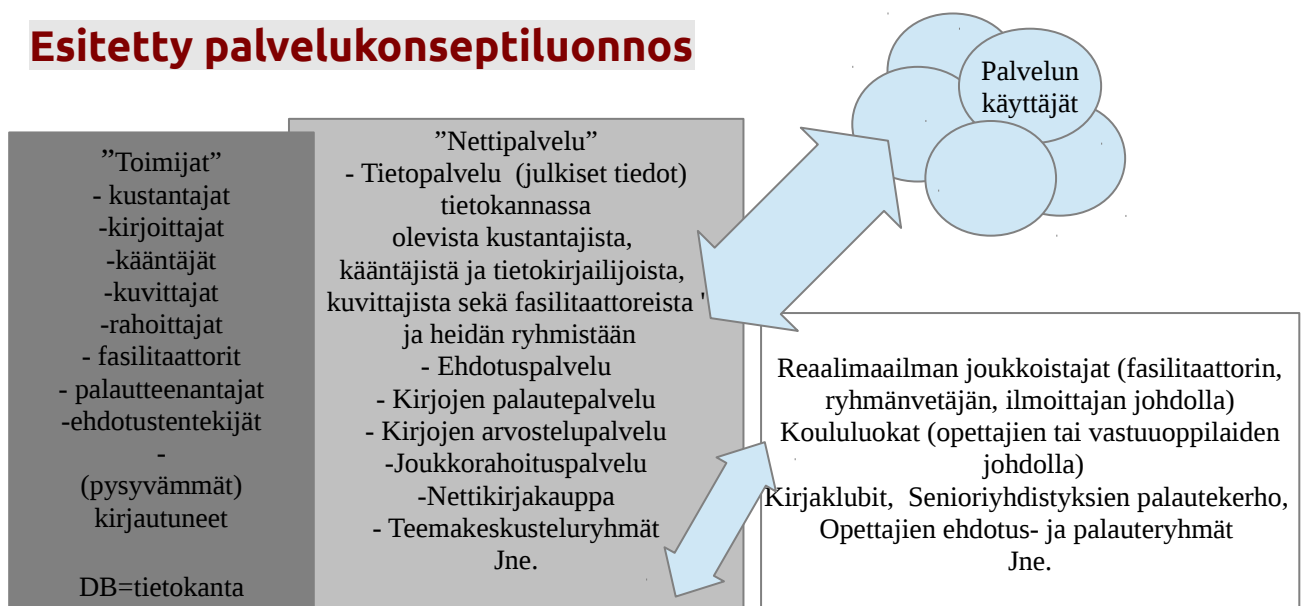 Esitetty palvelukonseptiluonnos
Palvelun
käyttäjät
”Toimijat”
- kustantajat
-kirjoittajat
-kääntäjät
-kuvittajat
-rahoittajat
- fasilitaattorit
- palautteenantajat
-ehdotustentekijät
-
(pysyvämmät)
kirjautuneet
DB=tietokanta
”Nettipalvelu”
- Tietopalvelu (julkiset tiedot)
tietokannassa
olevista kustantajista,
kääntäjistä ja tietokirjailijoista,
kuvittajista sekä fasilitaattoreista '
ja heidän ryhmistään
- Ehdotuspalvelu
- Kirjojen palautepalvelu
- Kirjojen arvostelupalvelu
-Joukkorahoituspalvelu
-Nettikirjakauppa
- Teemakeskusteluryhmät
Jne.
Reaalimaailman joukkoistajat (fasilitaattorin,
ryhmänvetäjän, ilmoittajan johdolla)
Koululuokat (opettajien tai vastuuoppilaiden
johdolla)
Kirjaklubit, Senioriyhdistyksien palautekerho,
Opettajien ehdotus- ja palauteryhmät
Jne.